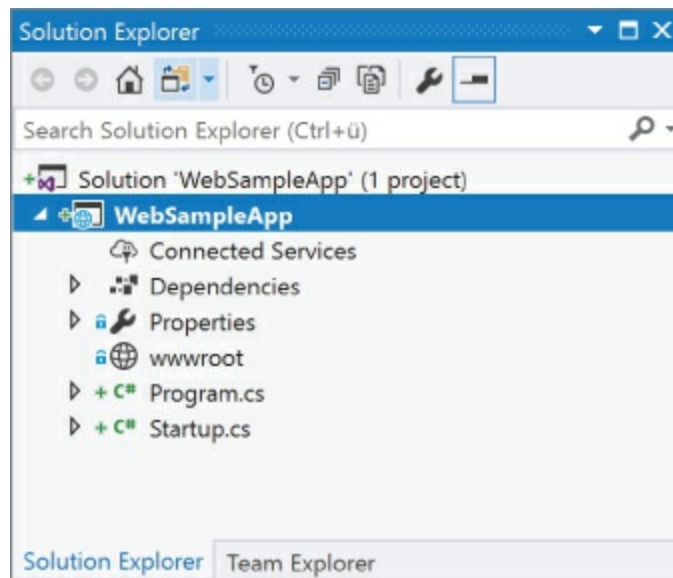 Solution Explorer
Search Solution Explorer (Ctrl+ü)
Solution 'WebSampleApp' (1 project)
WebSampleApp
Connected Services
Dependencies
Properties
wwwroot
C# Program.cs
C# Startup.cs
Solution Explorer Team Explorer